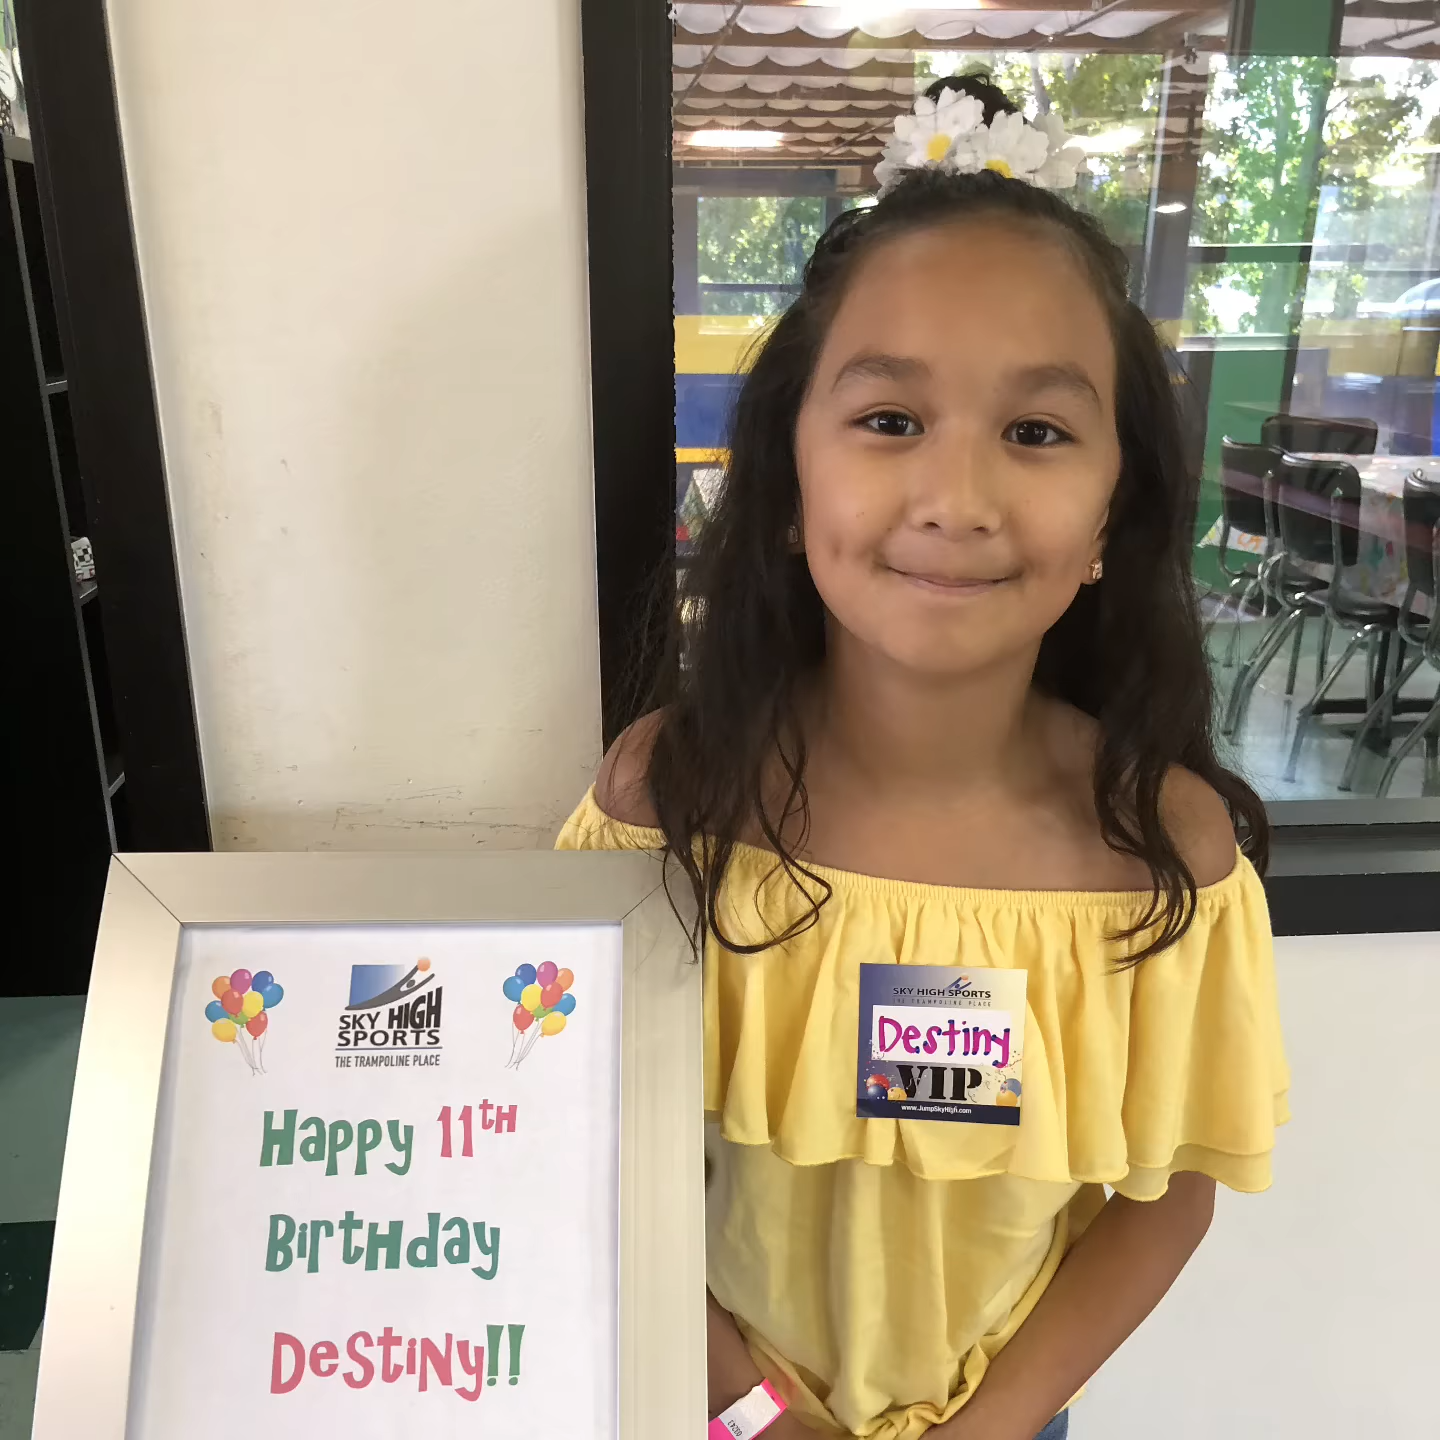 SKY HIGH
SPORTS
THE TRAMPOLINE PLACE
Happy 11th
Birthday
Destiny!!
SKY HIGH SPORTS
THE TRAMPOLINE PLACE
Destiny
VIP
www.JumpSkyHigh.com